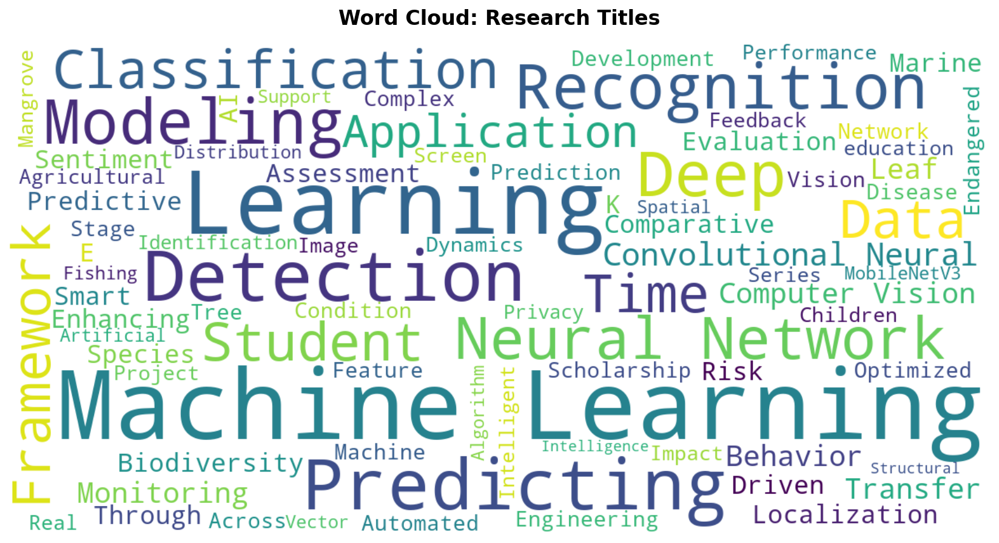 Word Cloud: Research Titles
Mangrove
Classification
Development
Performance
Marine
Recognition
Modeling
AI
Support
Complex
Application
Feedback
Endangered
Network
Evaluation
education
Sentiment
Distribution
Screen
Deep
Leaf
Agricultural
Assessment
Prediction
Vision
Disease
Predictive
Learning
K
Spatial
Data
Stage
Comparative
Framework
E
Identification
Image
Dynamics
Convolutional Neural
Fishing
Detection
Time
Series
MobileNetV3
Smart
Computer Vision
Enhancing
Tree
Condition
Privacy
Children
Artificial
Student
Neural Network
Species
Project
Feature
Algorithm
Intelligent
Scholarship
Risk
Optimized
Machine Learning
Intelligence
Biodiversity
Machine
Impact
Behavior
Structural
Monitoring
Predicting
Driven
Transfer
Real
Through
Across
Vector
Automated
Engineering
Localization